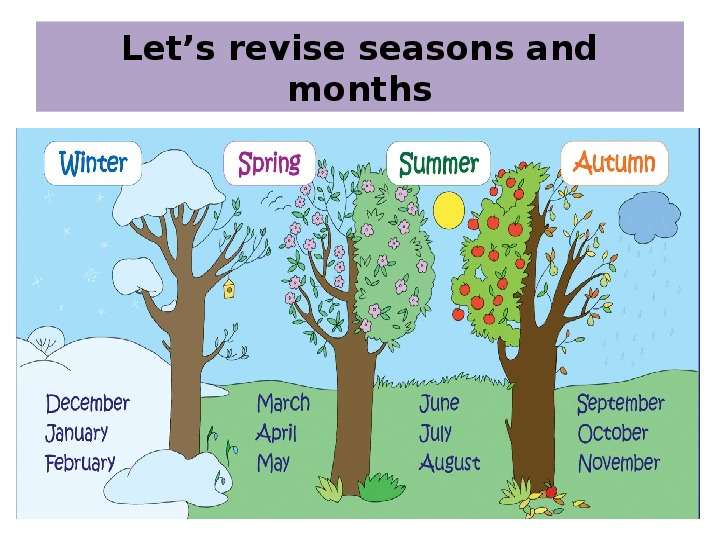 Let’s revise seasons and
months
Winter
Spring
Summer
Autumn
December
January
February
March
April
May
June
July
August
September
October
November